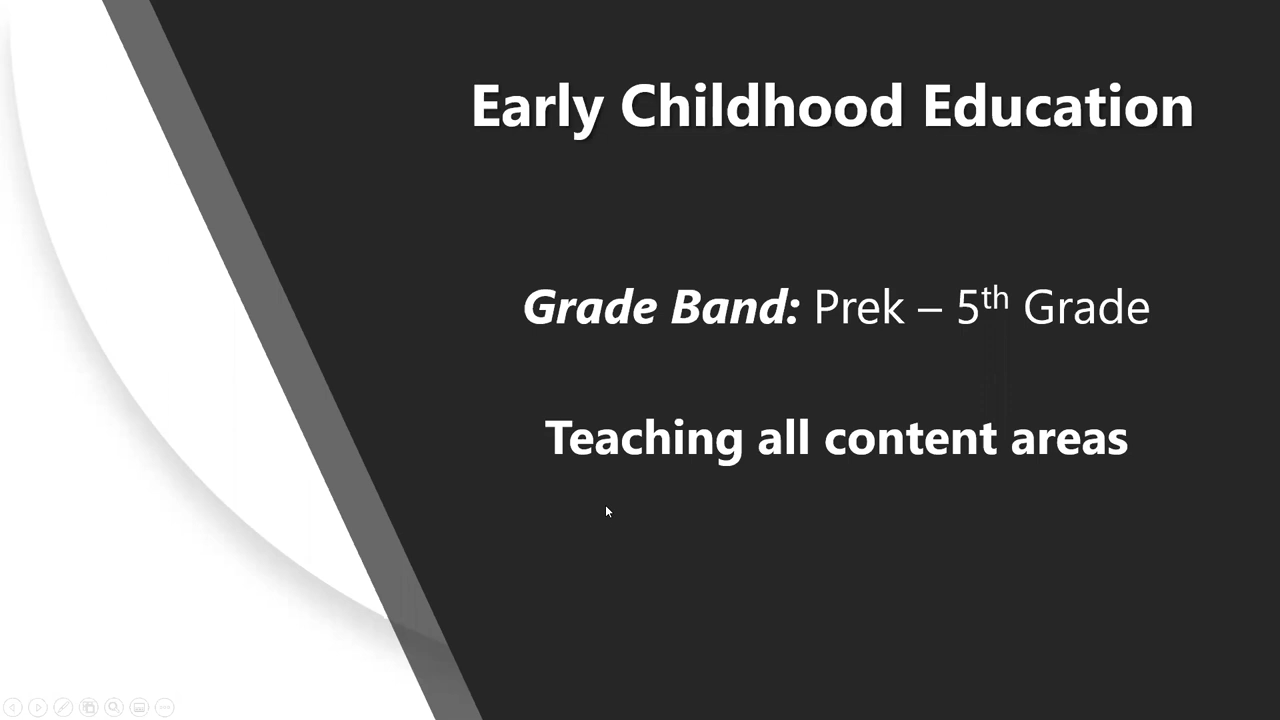 Early Childhood Education
Grade Band: Prek – 5th Grade
Teaching all content areas